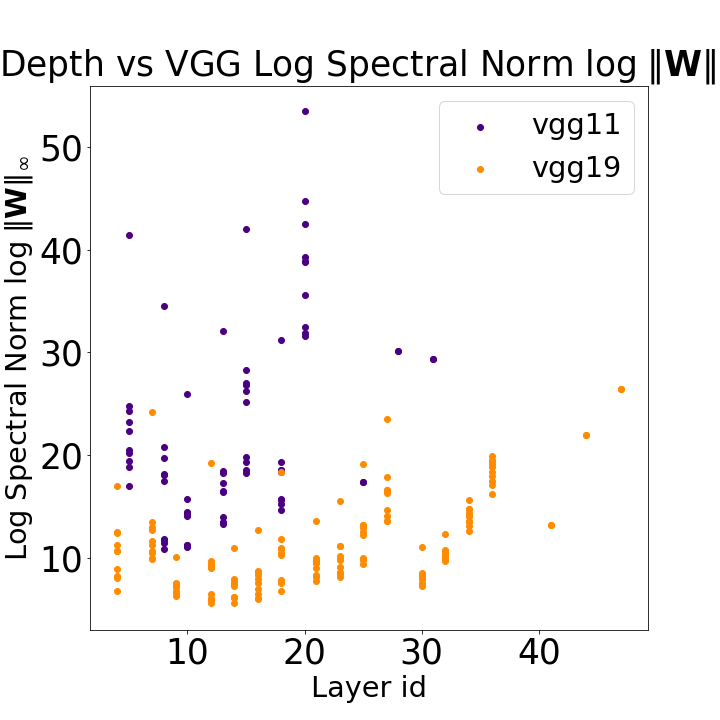 Depth vs VGG Log Spectral Norm log ‖W‖
vgg11
vgg19
Log Spectral Norm log ‖W‖∞
50
40
30
20
10
10 20 30 40
Layer id